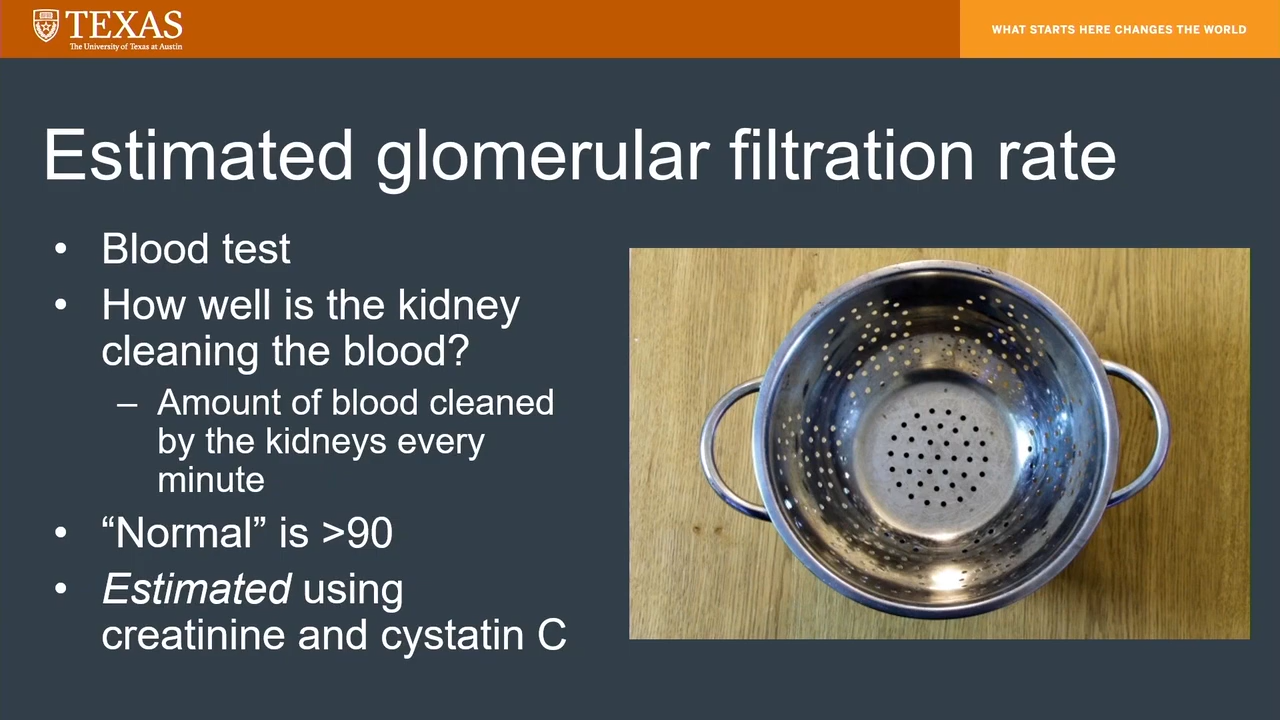 TEXAS
The University of Texas at Austin
WHAT STARTS HERE CHANGES THE WORLD
Estimated glomerular filtration rate
• Blood test
• How well is the kidney
cleaning the blood?
– Amount of blood cleaned
by the kidneys every
minute
• “Normal” is >90
• Estimated using
creatinine and cystatin C